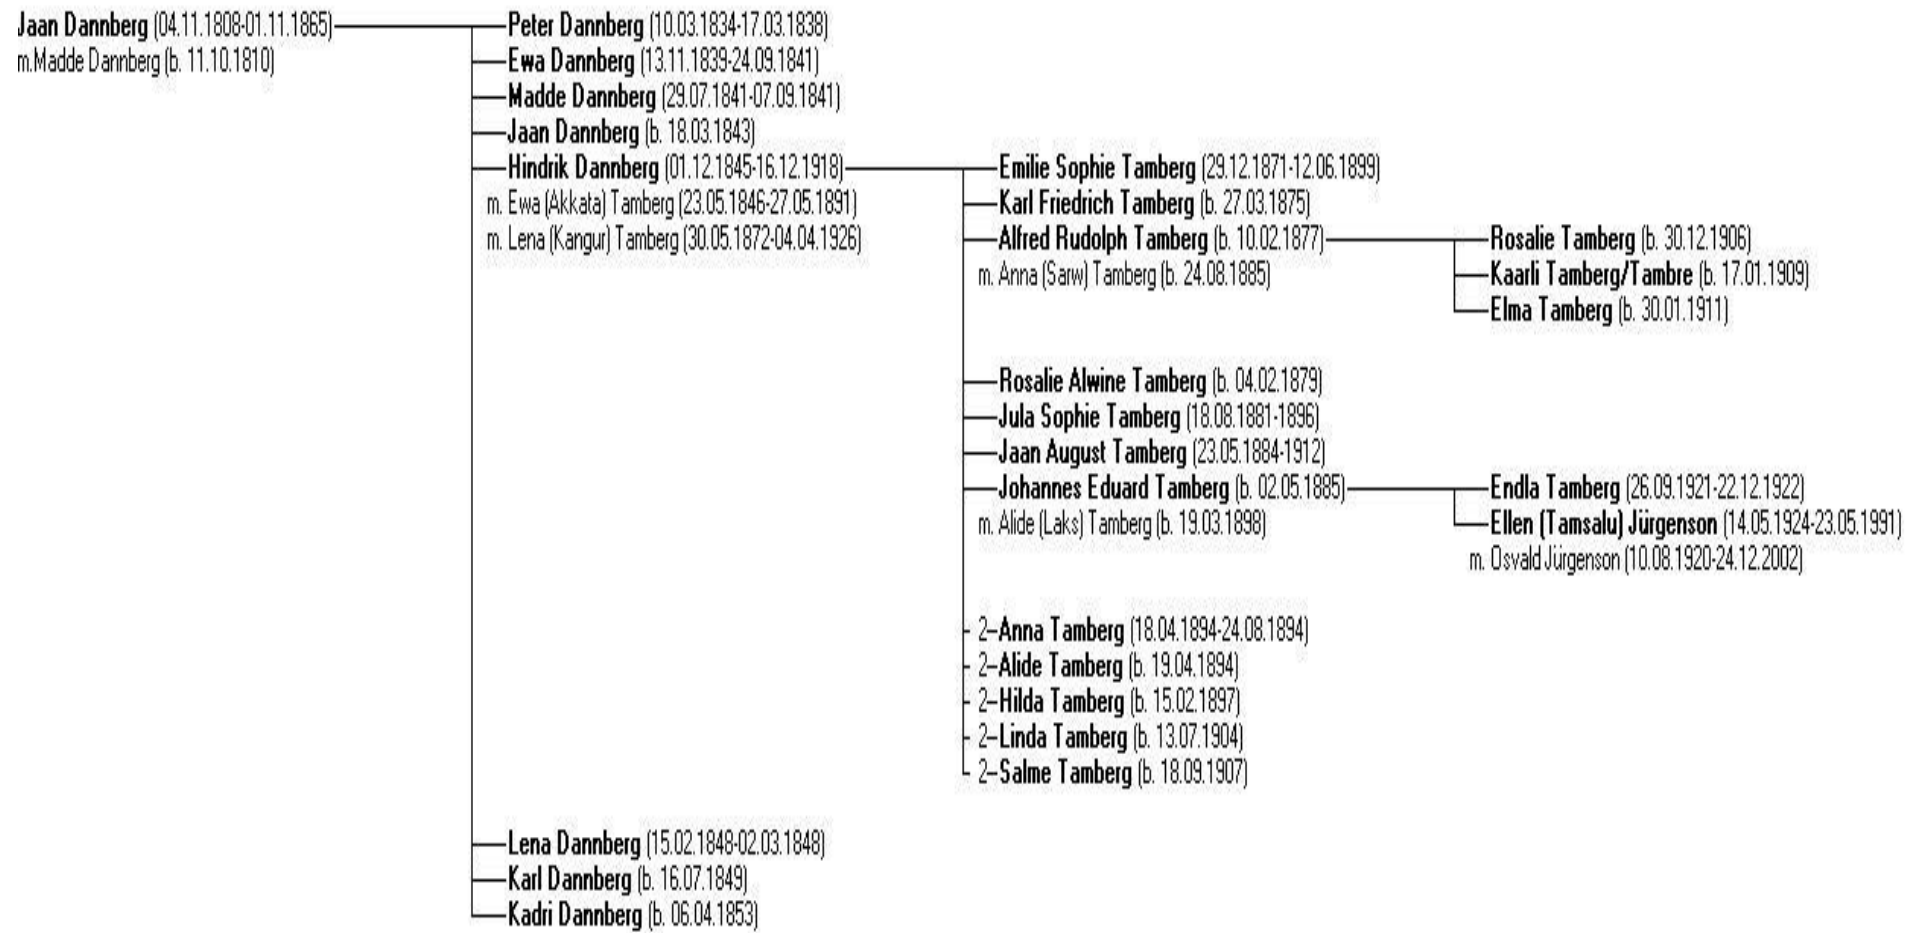 Jaan Dannberg (04.11.1808-01.11.1865)
m.Madde Dannberg (b. 11.10.1810)
Peter Dannberg (10.03.1834-17.03.1838)
Ewa Dannberg (13.11.1839-24.09.1841)
Madde Dannberg (29.07.1841-07.09.1841)
Jaan Dannberg (b. 18.03.1843)
Hindrik Dannberg (01.12.1845-16.12.1918)
m. Ewa (Akkata) Tamberg (23.05.1846-27.05.1891)
m. Lena (Kangur) Tamberg (30.05.1872-04.04.1926)
Emilie Sophie Tamberg (29.12.1871-12.06.1899)
Karl Friedrich Tamberg (b. 27.03.1875)
Alfred Rudolph Tamberg (b. 10.02.1877)
m. Anna (Sarw) Tamberg (b. 24.08.1885)
Rosalie Tamberg (b. 30.12.1906)
Kaarli Tamberg/Tambre (b. 17.01.1909)
Elma Tamberg (b. 30.01.1911)
Rosalie Alwine Tamberg (b. 04.02.1879)
Jula Sophie Tamberg (18.08.1881-1896)
Jaan August Tamberg (23.05.1884-1912)
Johannes Eduard Tamberg (b. 02.05.1885)
m. Alide (Laks) Tamberg (b. 19.03.1898)
Endla Tamberg (26.09.1921-22.12.1922)
Ellen (Tamsalu) Jürgenson (14.05.1924-23.05.1991)
m. Osvald Jürgenson (10.08.1920-24.12.2002)
2-Anna Tamberg (18.04.1894-24.08.1894)
2-Alide Tamberg (b. 19.04.1894)
2-Hilda Tamberg (b. 15.02.1897)
2-Linda Tamberg (b. 13.07.1904)
2-Salme Tamberg (b. 18.09.1907)
Lena Dannberg (15.02.1848-02.03.1848)
Karl Dannberg (b. 16.07.1849)
Kadri Dannberg (b. 06.04.1853)